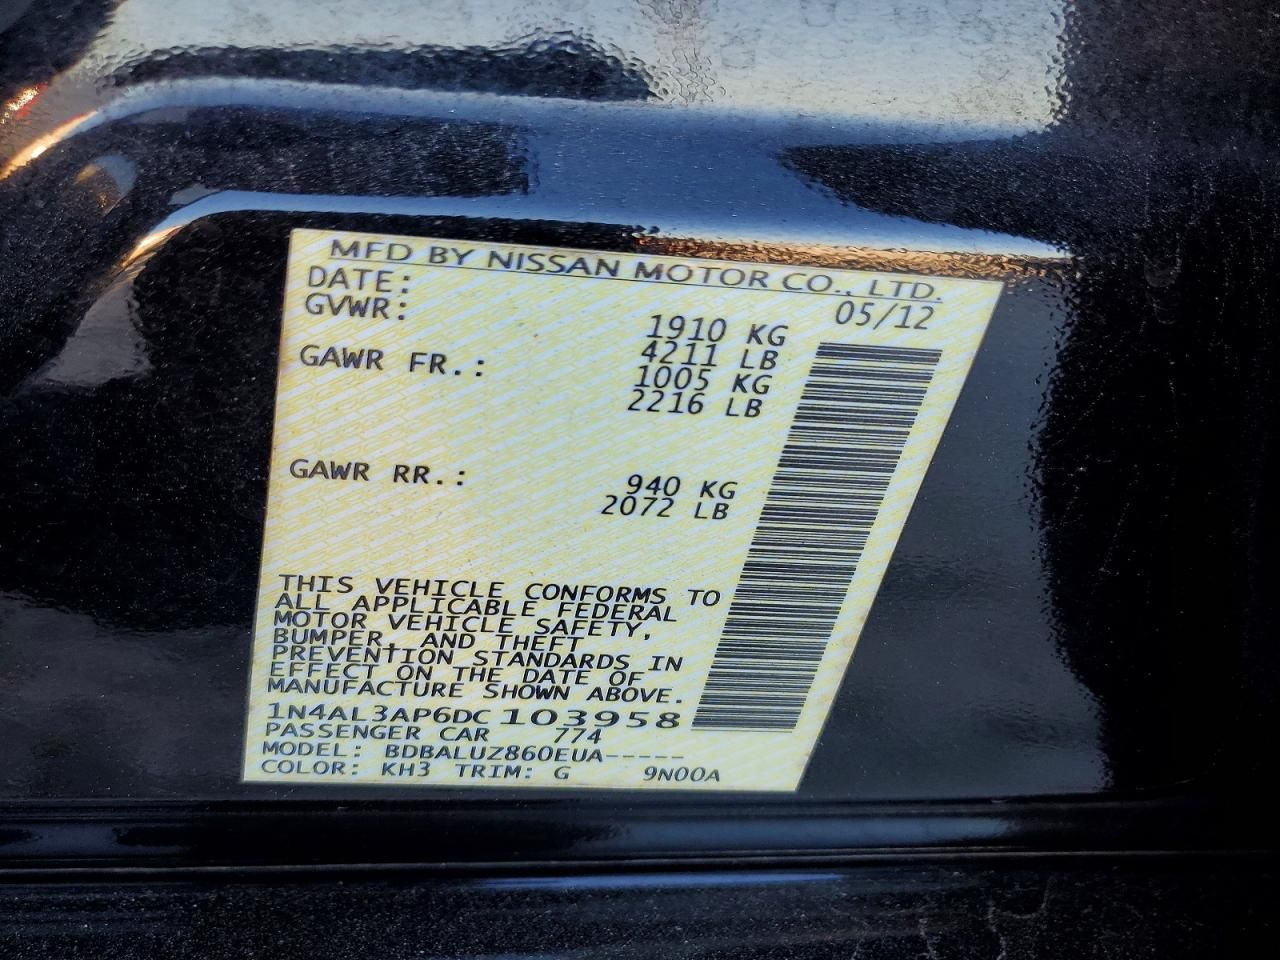 MFD BY NISSAN MOTOR CO., LTD.
DATE: 05/12
GVWR: 1910 KG
4211 LB
GAWR FR.: 1005 KG
2216 LB
GAWR RR.: 940 KG
2072 LB
THIS VEHICLE CONFORMS TO
ALL APPLICABLE FEDERAL
MOTOR VEHICLE SAFETY,
BUMPER, AND THEFT
PREVENTION STANDARDS IN
EFFECT ON THE DATE OF
MANUFACTURE SHOWN ABOVE.
1N4AL3AP6DC103958
PASSENGER CAR 774
MODEL: BDBALUZ860EUA-----
COLOR: KH3 TRIM: G 9N00A